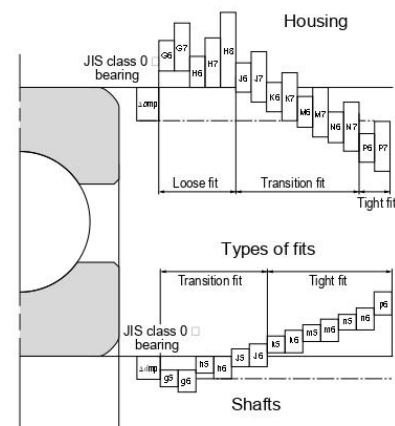 Housing
JIS class 0 □
bearing
G6
G7
H6
H7
H8
J6
J7
K6
K7
M6
M7
N6
N7
P6
P7
Loose fit
Transition fit
Tight fit
Types of fits
Transition fit
Tight fit
JIS class 0 □
bearing
g5
g6
h5
h6
j5
j6
k5
k6
m5
m6
n5
n6
p6
Shafts